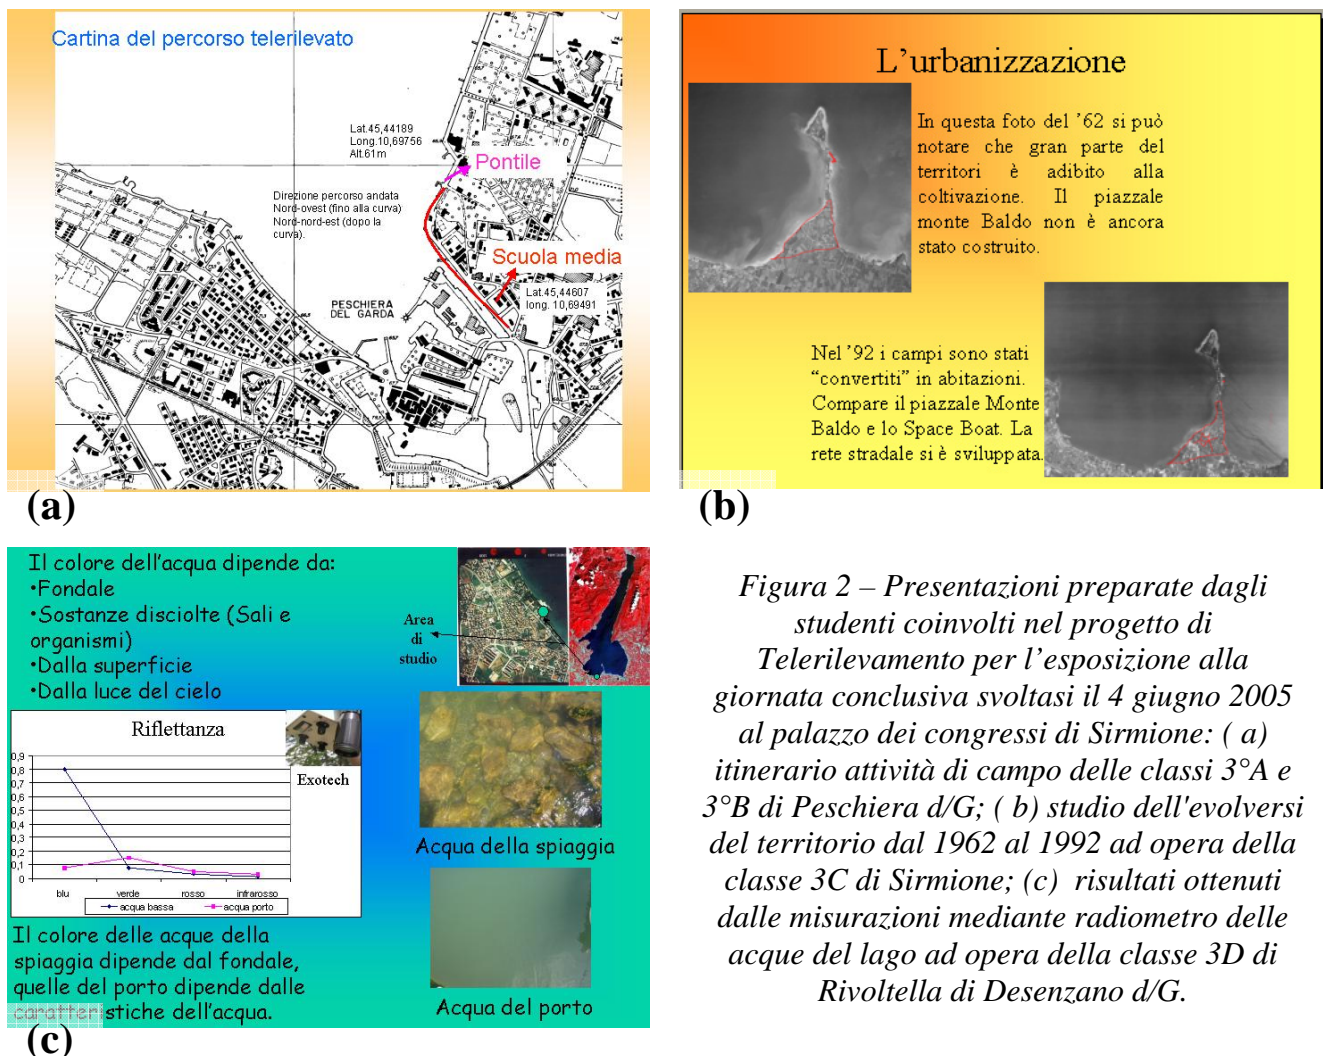 Cartina del percorso telerilevato
Lat.45,44189
Long.10,69756
Alt.61m
Pontile
Direzione percorso andata
Nord-ovest (fino alla curva)
Nord-nord-est (dopo la
curva).
Scuola media
Lat.45,44607
long. 10,69491
PESCHIERA
DEL GARDA
(a)
L'urbanizzazione
In questa foto del '62 si può
notare che gran parte del
territori è adibito alla
coltivazione. Il piazzale
monte Baldo non è ancora
stato costruito.
Nel '92 i campi sono stati
“convertiti” in abitazioni.
Compare il piazzale Monte
Baldo e lo Space Boat. La
rete stradale si è sviluppata.
(b)
Il colore dell'acqua dipende da:
•Fondale
•Sostanze disciolte (Sali e
organismi)
•Dalla superficie
•Dalla luce del cielo
Area
di
studio
Riflettanza
Exotech
0,9
0,8
0,7
0,6
0,5
0,4
0,3
0,2
0,1
0
blu verde rosso infrarosso
acqua bassa acqua porto
Acqua della spiaggia
Il colore delle acque della
spiaggia dipende dal fondale,
quelle del porto dipende dalle
caratteristiche dell'acqua.
Acqua del porto
(c)
Figura 2 – Presentazioni preparate dagli
studenti coinvolti nel progetto di
Telerilevamento per l'esposizione alla
giornata conclusiva svoltasi il 4 giugno 2005
al palazzo dei congressi di Sirmione: ( a)
itinerario attività di campo delle classi 3°A e
3°B di Peschiera d/G; ( b) studio dell'evolversi
del territorio dal 1962 al 1992 ad opera della
classe 3C di Sirmione; (c) risultati ottenuti
dalle misurazioni mediante radiometro delle
acque del lago ad opera della classe 3D di
Rivoltella di Desenzano d/G.